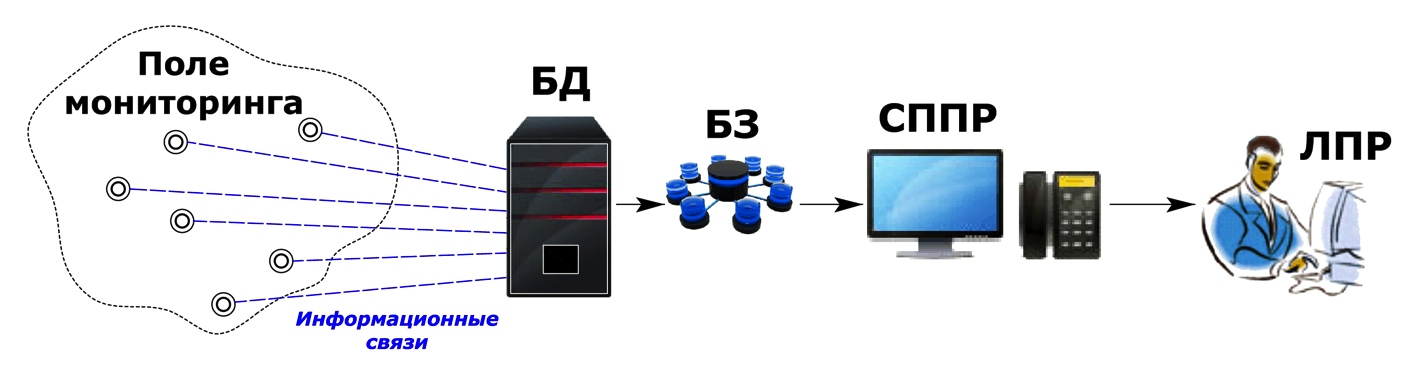 Поле
мониторинга
БД
БЗ
СППР
ЛПР
Информационные
связи